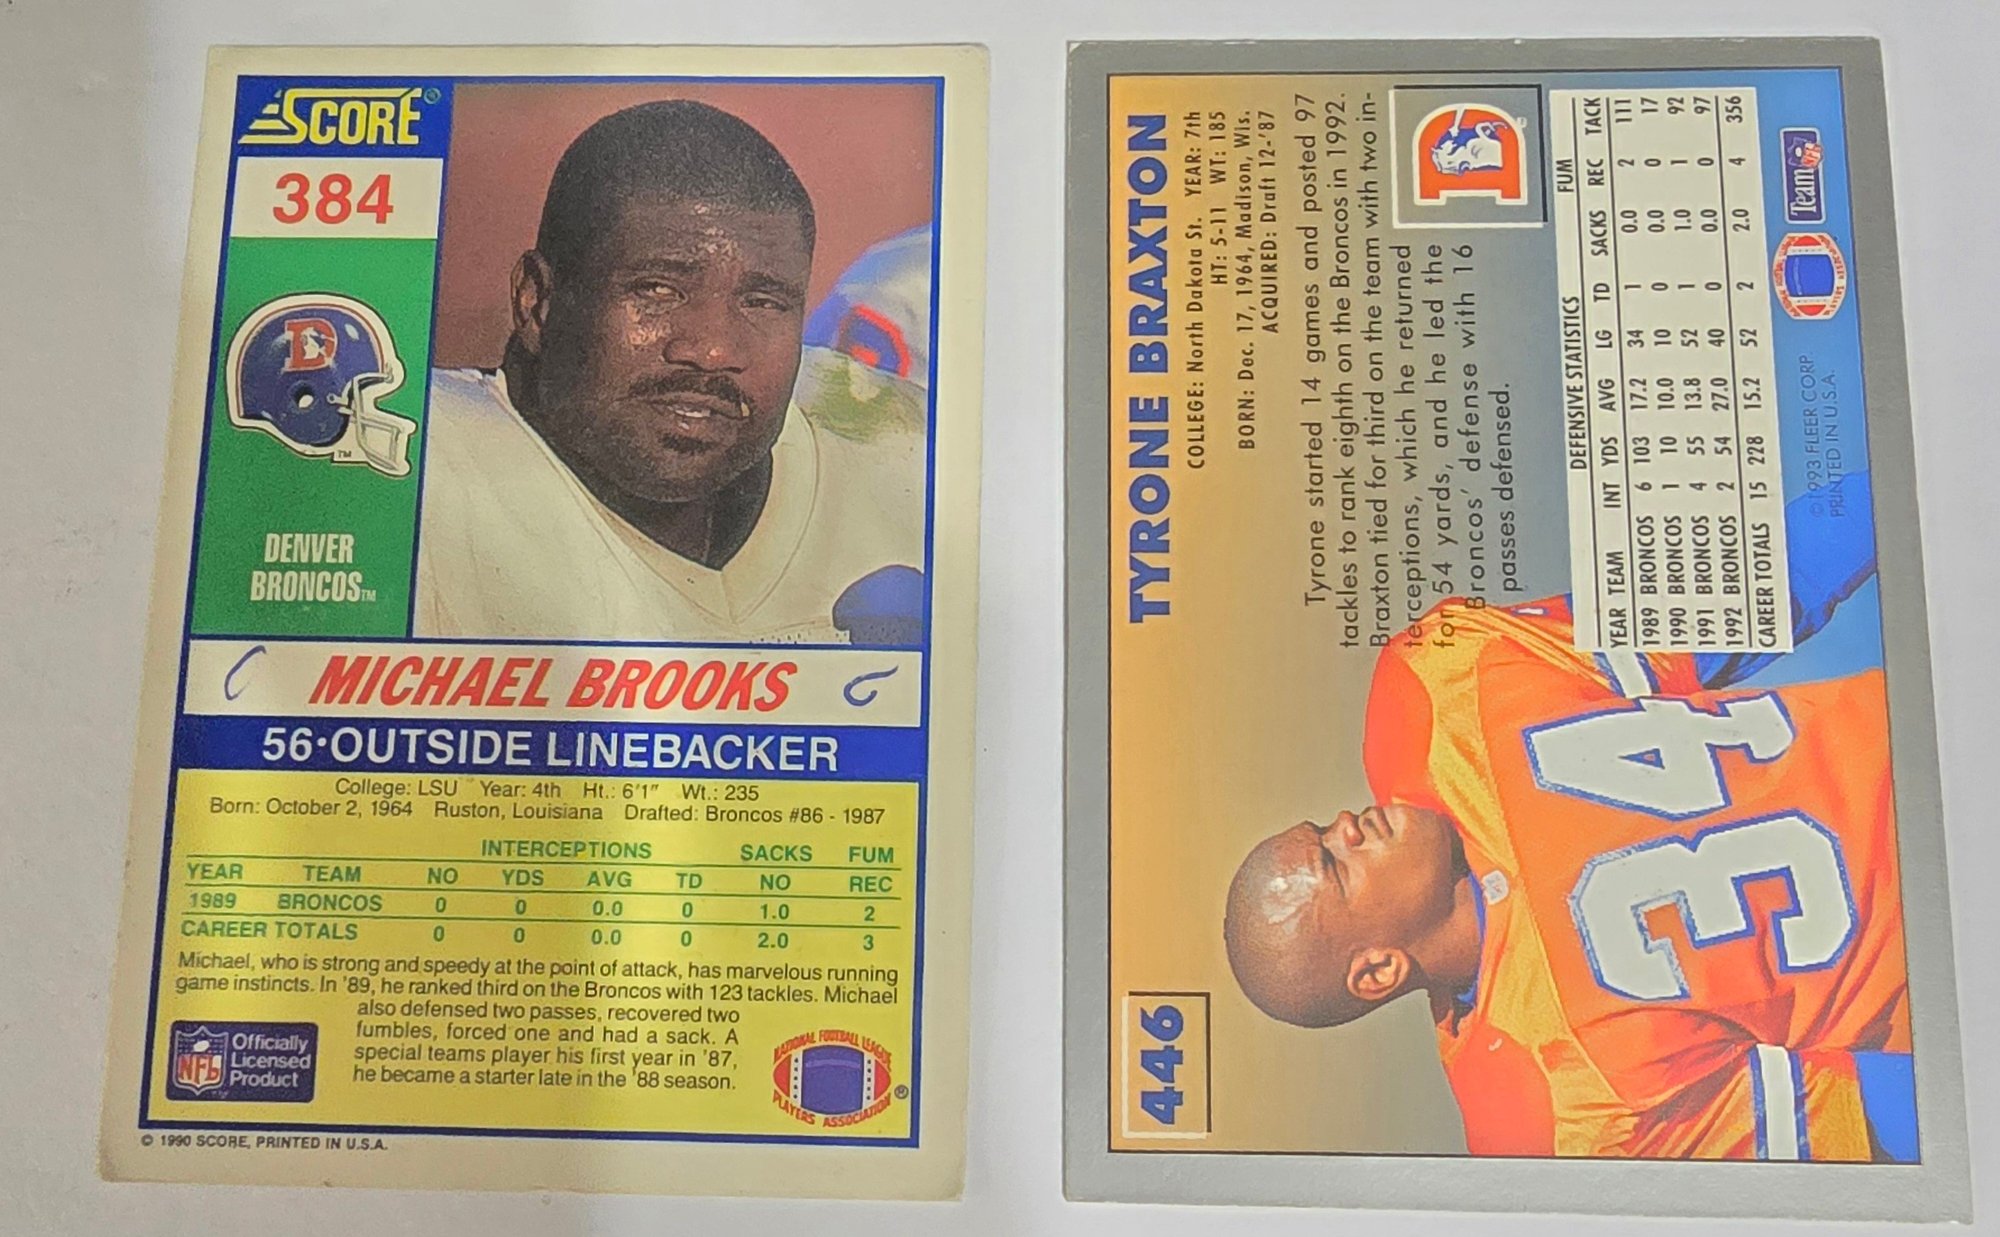 SCORE®
384
DENVER
BRONCOS™
MICHAEL BROOKS
56·OUTSIDE LINEBACKER
College: LSU Year: 4th Ht.: 6'1" Wt.: 235
Born: October 2, 1964 Ruston, Louisiana Drafted: Broncos #86 - 1987
INTERCEPTIONS SACKS FUM
YEAR TEAM NO YDS AVG TD NO REC
1989 BRONCOS 0 0 0.0 0 1.0 2
CAREER TOTALS 0 0 0.0 0 2.0 3
Michael, who is strong and speedy at the point of attack, has marvelous running
game instincts. In '89, he ranked third on the Broncos with 123 tackles. Michael
also defensed two passes, recovered two
fumbles, forced one and had a sack. A
special teams player his first year in '87,
he became a starter late in the '88 season.
NFL
Officially
Licensed
Product
NATIONAL FOOTBALL LEAGUE
PLAYERS ASSOCIATION
®
© 1990 SCORE, PRINTED IN U.S.A.
446
TYRONE BRAXTON
COLLEGE: North Dakota St. YEAR: 7th
HT: 5-11 WT: 185
BORN: Dec. 17, 1964, Madison, Wis.
ACQUIRED: Draft 12-'87
Tyrone started 14 games and posted 97
tackles to rank eighth on the Broncos in 1992.
Braxton tied for third on the team with two in-
terceptions, which he returned
for 54 yards, and he led the
Broncos' defense with 16
passes defensed.
D
34
DEFENSIVE STATISTICS FUM
YEAR TEAM INT YDS AVG LG TD SACKS REC TACK
1989 BRONCOS 6 103 17.2 34 1 0.0 2 111
1990 BRONCOS 1 10 10.0 10 0 0.0 0 17
1991 BRONCOS 4 55 13.8 52 1 1.0 1 92
1992 BRONCOS 2 54 27.0 40 0 0.0 0 97
CAREER TOTALS 15 228 15.2 52 2 2.0 4 356
© 1993 FLEER CORP
PRINTED IN U.S.A.
Team NFL